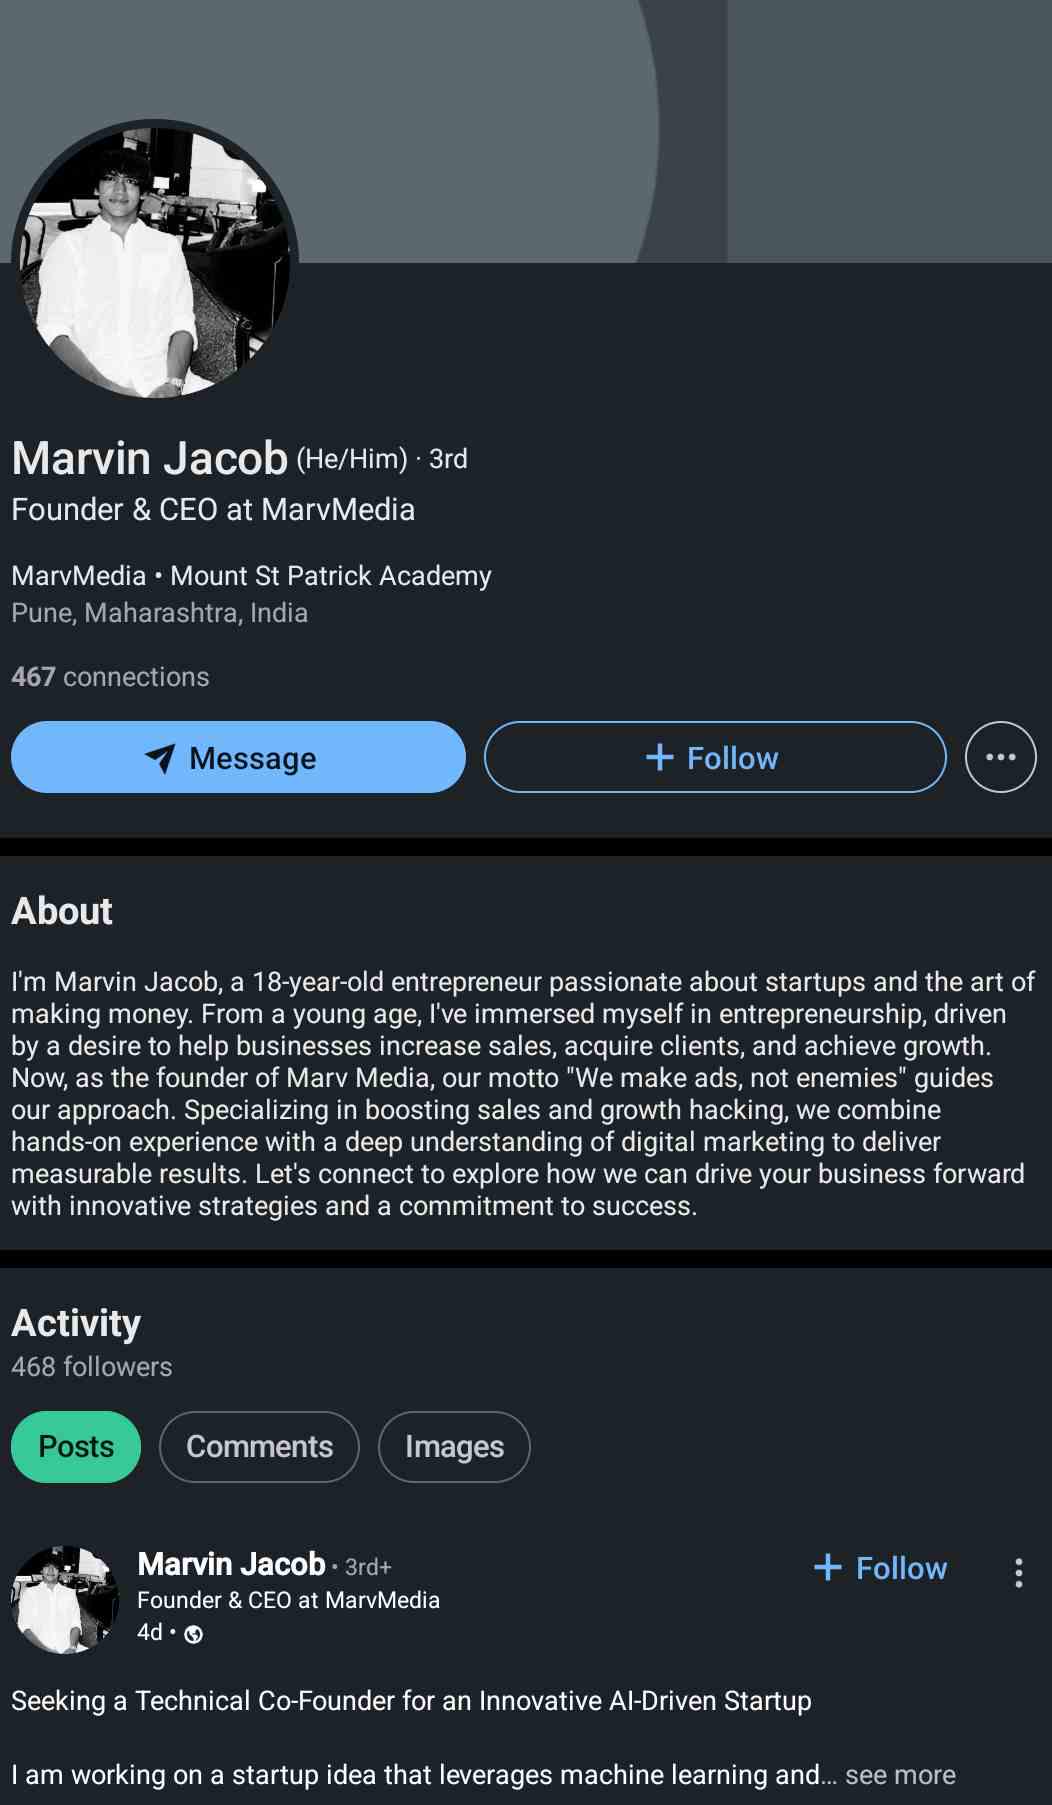 Marvin Jacob (He/Him) · 3rd
Founder & CEO at MarvMedia
MarvMedia • Mount St Patrick Academy
Pune, Maharashtra, India
467 connections
Message
+ Follow
About
I'm Marvin Jacob, a 18-year-old entrepreneur passionate about startups and the art of
making money. From a young age, I've immersed myself in entrepreneurship, driven
by a desire to help businesses increase sales, acquire clients, and achieve growth.
Now, as the founder of Marv Media, our motto "We make ads, not enemies" guides
our approach. Specializing in boosting sales and growth hacking, we combine
hands-on experience with a deep understanding of digital marketing to deliver
measurable results. Let's connect to explore how we can drive your business forward
with innovative strategies and a commitment to success.
Activity
468 followers
Posts
Comments
Images
Marvin Jacob • 3rd+
+ Follow
Founder & CEO at MarvMedia
4d •
Seeking a Technical Co-Founder for an Innovative AI-Driven Startup
I am working on a startup idea that leverages machine learning and... see more